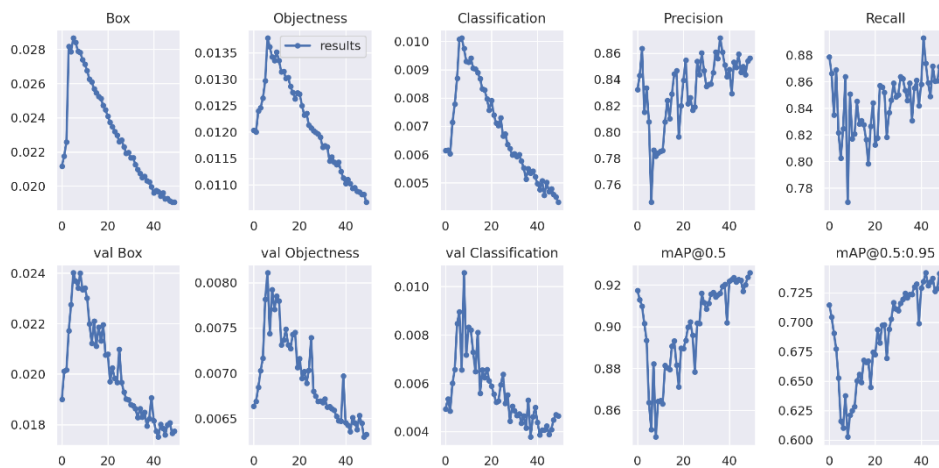 Box
Objectness
Classification
Precision
Recall
0.028
0.026
0.024
0.022
0.020
0 20 40
0.0135
0.0130
0.0125
0.0120
0.0115
0.0110
0 20 40
results
0.010
0.009
0.008
0.007
0.006
0.005
0 20 40
0.86
0.84
0.82
0.80
0.78
0.76
0 20 40
0.88
0.86
0.84
0.82
0.80
0.78
0 20 40
val Box
val Objectness
val Classification
mAP@0.5
mAP@0.5:0.95
0.024
0.022
0.020
0.018
0 20 40
0.0080
0.0075
0.0070
0.0065
0 20 40
0.010
0.008
0.006
0.004
0 20 40
0.92
0.90
0.88
0.86
0 20 40
0.725
0.700
0.675
0.650
0.625
0.600
0 20 40